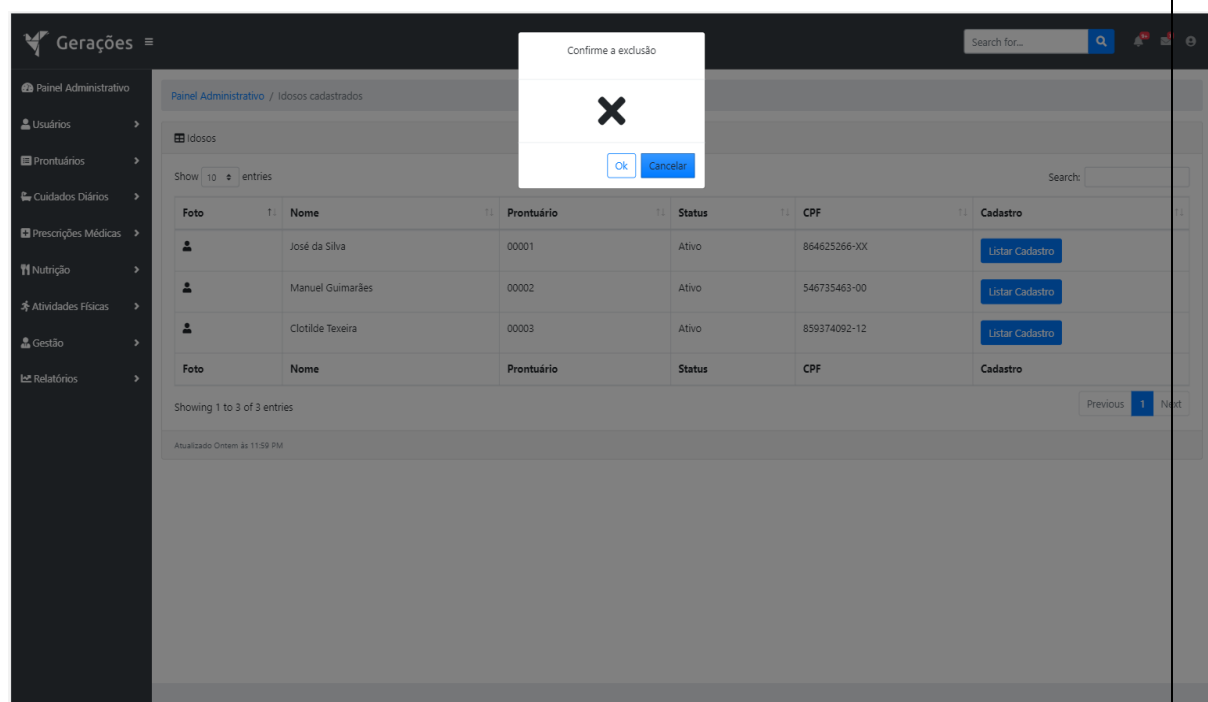 Gerações
Search for...
Confirme a exclusão
Ok Cancelar
Painel Administrativo
Usuários
Prontuários
Cuidados Diários
Prescrições Médicas
Nutrição
Atividades Físicas
Gestão
Relatórios
Painel Administrativo / Idosos cadastrados
Idosos
Show 10 entries
Search:
Foto Nome Prontuário Status CPF Cadastro
José da Silva 00001 Ativo 864625266-XX Listar Cadastro
Manuel Guimarães 00002 Ativo 546735463-00 Listar Cadastro
Clotilde Texeira 00003 Ativo 859374092-12 Listar Cadastro
Foto Nome Prontuário Status CPF Cadastro
Showing 1 to 3 of 3 entries
Previous 1 Next
Atualizado Ontem às 11:59 PM